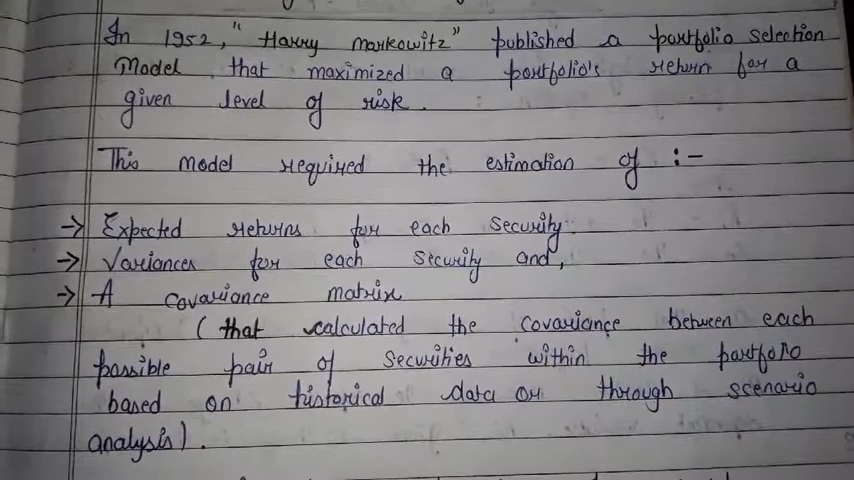 In 1952, "Harry markowitz" published a portfolio selection
Model that maximized a portfolio's return for a
given level of risk.
This model required the estimation of :-
→ Expected returns for each security.
→ Variances for each security and,
→ A covariance matrix
(that calculated the covariance between each
possible pair of securities within the portfolio
based on historical data or through scenario
analysis).